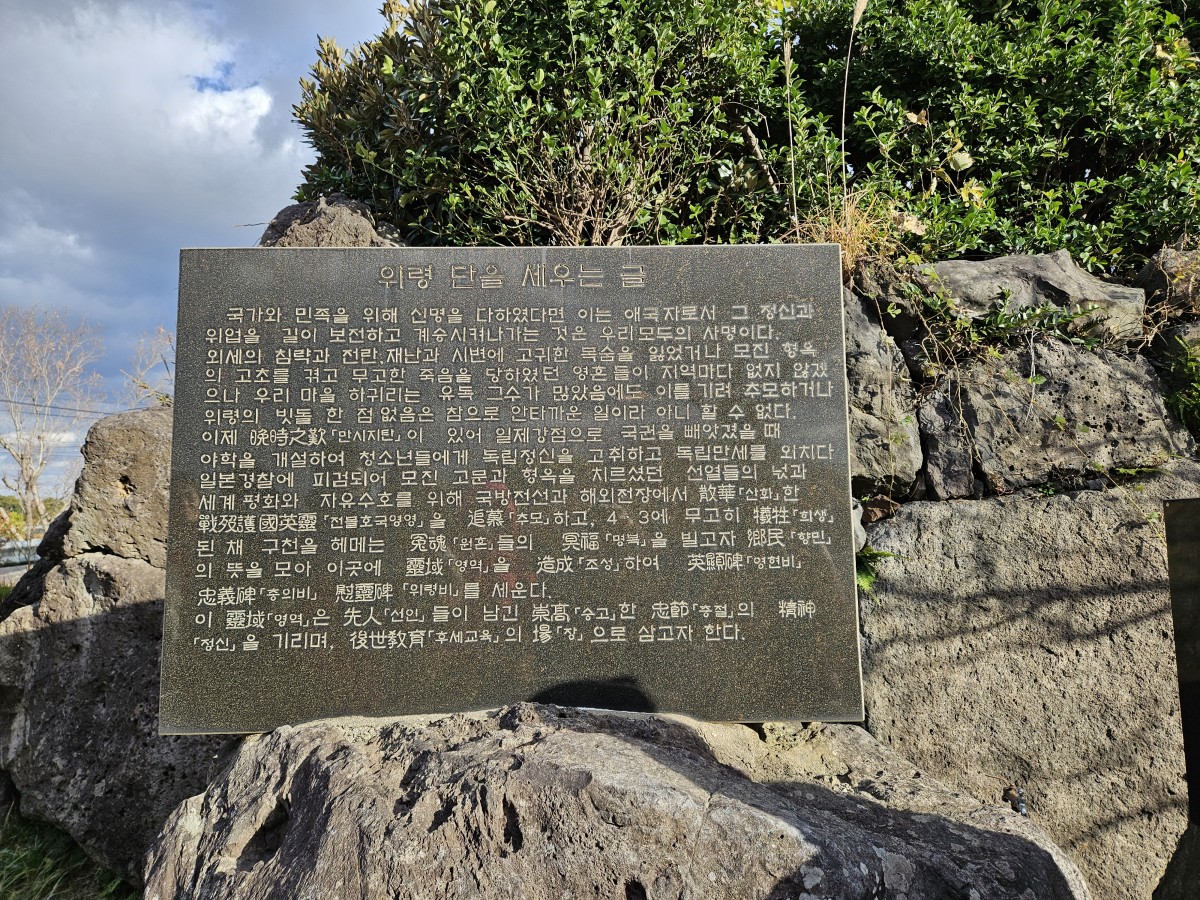 위령 단을 세우는 글
국가와 민족을 위해 신명을 다하였다면 이는 애국자로서 그 정신과
위업을 길이 보전하고 계승시켜나가는 것은 우리모두의 사명이다.
외세의 침략과 전란,재난과 시변에 고귀한 목숨을 잃었거나 모진 형옥
의 고초를 겪고 무고한 죽음을 당하였던 영혼들이 지역마다 없지 않겠
으나 우리 마을 하귀리는 유독 그수가 많았음에도 이를 기려 추모하거나
위령의 빗돌 한 점 없음은 참으로 안타까운 일이라 아니 할 수 없다.
이제 晩時之歎「만시지탄」이 있어 일제강점으로 국권을 빼앗겼을 때
야학을 개설하여 청소년들에게 독립정신을 고취하고 독립만세를 외치다
일본경찰에 피검되어 모진 고문과 형옥을 치르셨던 선열들의 넋과
세계 평화와 자유수호를 위해 국방전선과 해외전장에서 散華「산화」한
戰歿護國英靈「전몰호국영령」을 追慕「추모」하고, 4·3에 무고히 犧牲「희생」
된 채 구천을 헤메는 冤魂「원혼」들의 冥福「명복」을 빌고자 鄕民「향민」
의 뜻을 모아 이곳에 靈域「영역」을 造成「조성」하여 英顯碑「영현비」
忠義碑「충의비」 慰靈碑「위령비」를 세운다.
이 靈域「영역」은 先人「선인」들이 남긴 崇高「숭고」한 忠節「충절」의 精神
「정신」을 기리며, 後世敎育「후세교육」의 場「장」으로 삼고자 한다.